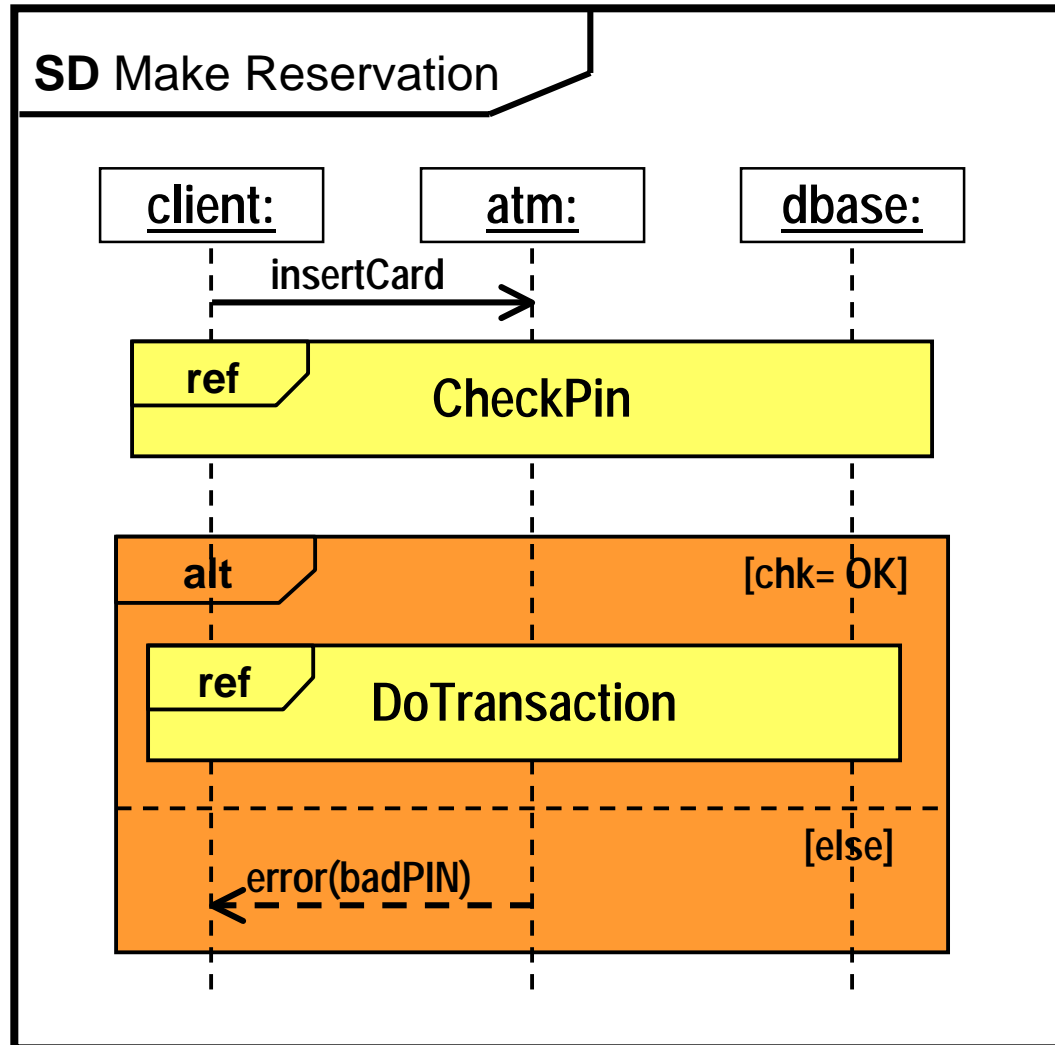 SD Make Reservation
client: atm: dbase:
insertCard
ref
CheckPin
alt [chk= OK]
ref
DoTransaction
[else]
error(badPIN)